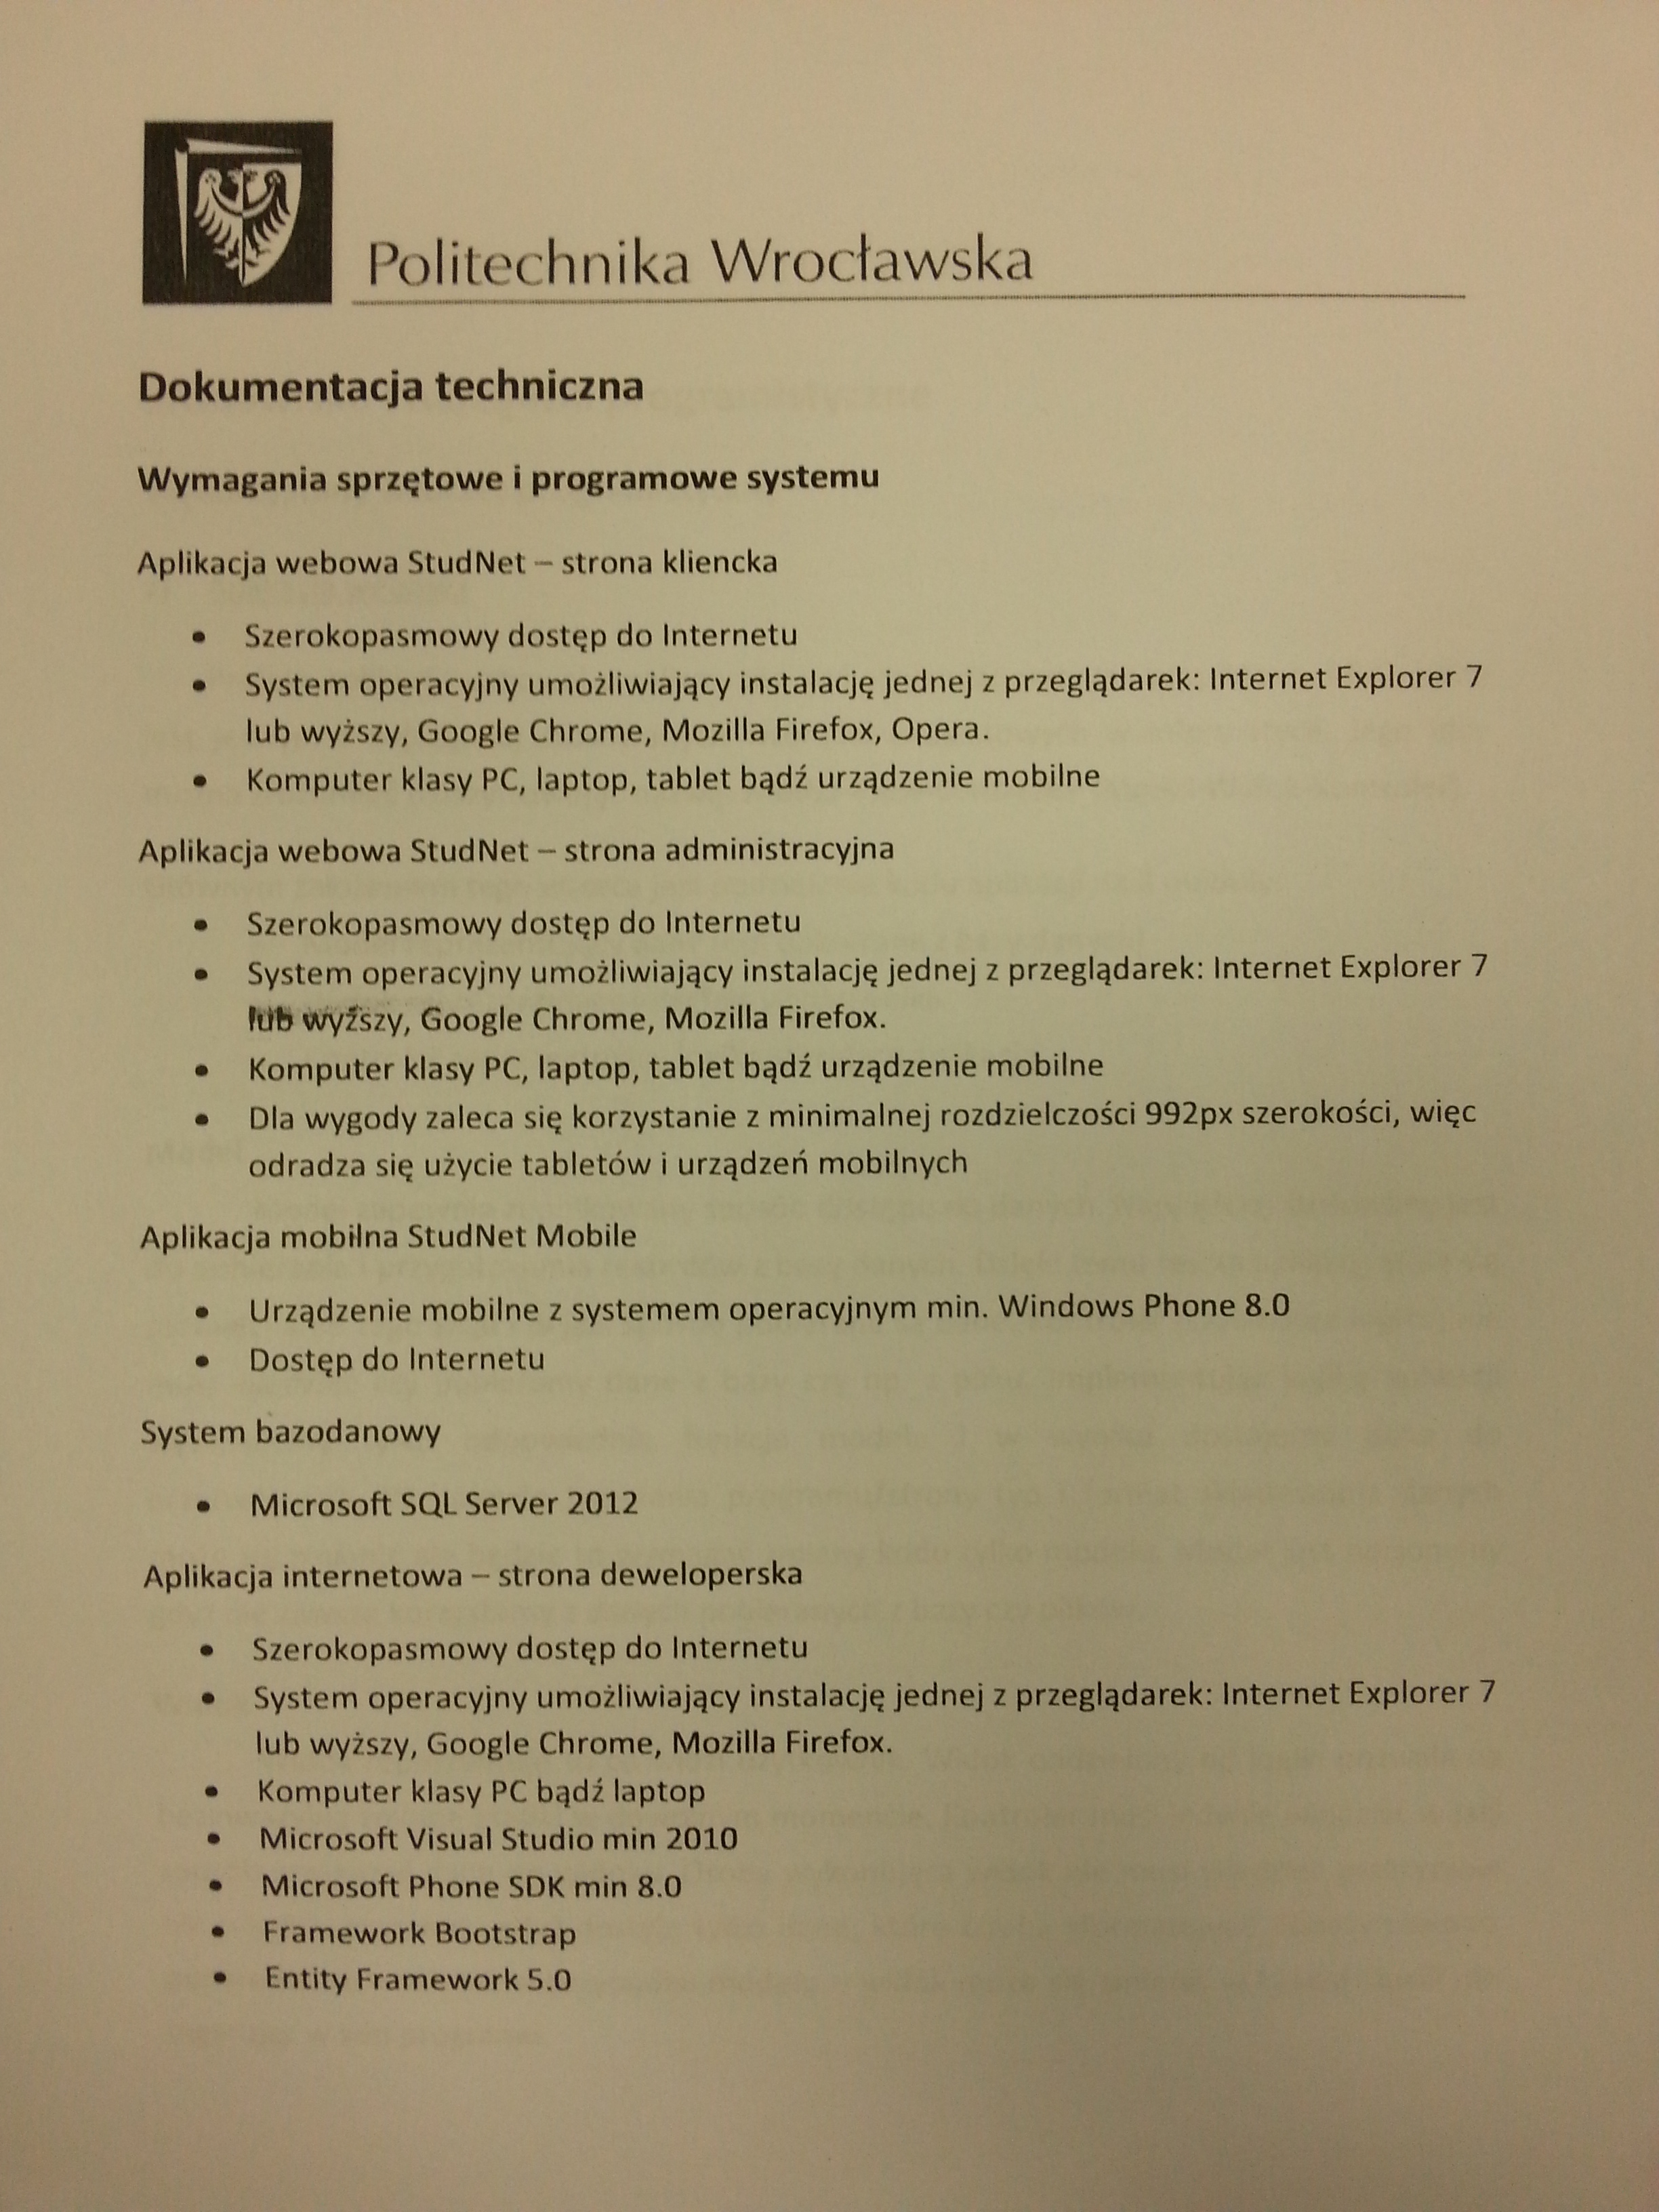 Politechnika Wrocławska
Dokumentacja techniczna
Wymagania sprzętowe i programowe systemu
Aplikacja webowa StudNet – strona kliencka
• Szerokopasmowy dostęp do Internetu
• System operacyjny umożliwiający instalację jednej z przeglądarek: Internet Explorer 7
lub wyższy, Google Chrome, Mozilla Firefox, Opera.
• Komputer klasy PC, laptop, tablet bądź urządzenie mobilne
Aplikacja webowa StudNet – strona administracyjna
• Szerokopasmowy dostęp do Internetu
• System operacyjny umożliwiający instalację jednej z przeglądarek: Internet Explorer 7
lub wyższy, Google Chrome, Mozilla Firefox.
• Komputer klasy PC, laptop, tablet bądź urządzenie mobilne
• Dla wygody zaleca się korzystanie z minimalnej rozdzielczości 992px szerokości, więc
odradza się użycie tabletów i urządzeń mobilnych
Aplikacja mobilna StudNet Mobile
• Urządzenie mobilne z systemem operacyjnym min. Windows Phone 8.0
• Dostęp do Internetu
System bazodanowy
• Microsoft SQL Server 2012
Aplikacja internetowa – strona deweloperska
• Szerokopasmowy dostęp do Internetu
• System operacyjny umożliwiający instalację jednej z przeglądarek: Internet Explorer 7
lub wyższy, Google Chrome, Mozilla Firefox.
• Komputer klasy PC bądź laptop
• Microsoft Visual Studio min 2010
• Microsoft Phone SDK min 8.0
• Framework Bootstrap
• Entity Framework 5.0